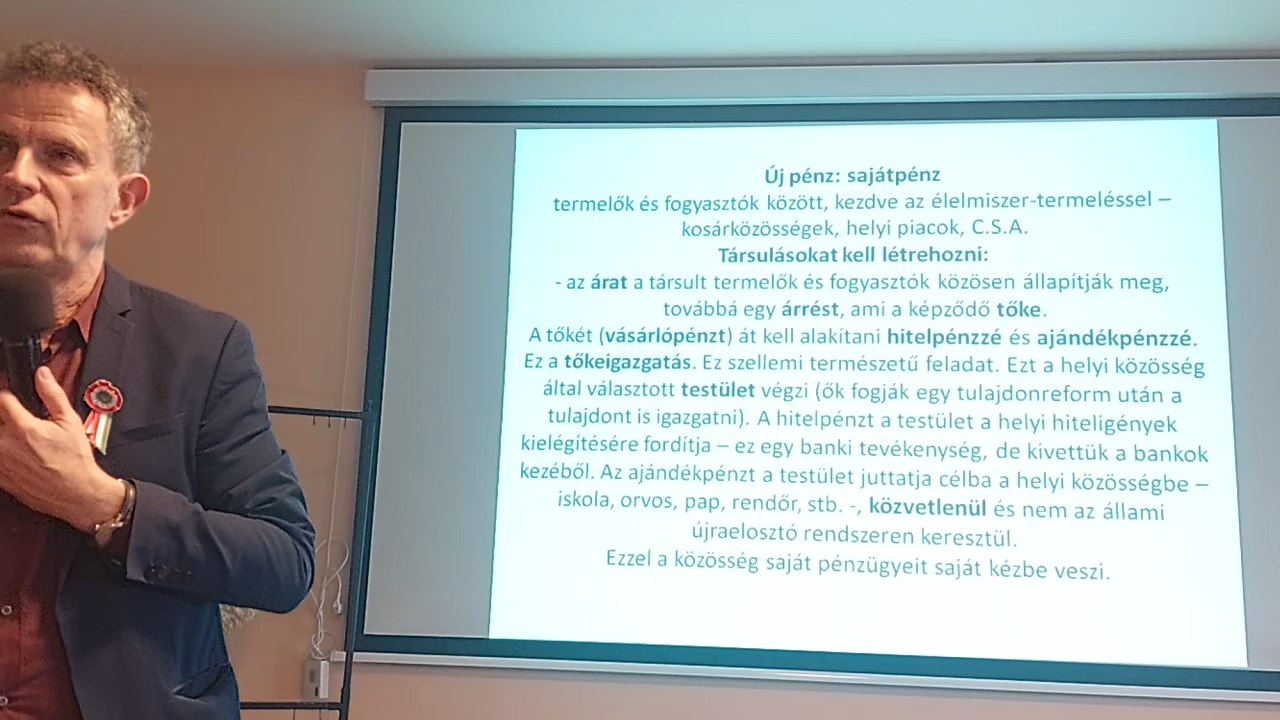 Új pénz: sajátpénz
termelők és fogyasztók között, kezdve az élelmiszer-termeléssel –
kosárközösségek, helyi piacok, C.S.A.
Társulásokat kell létrehozni:
- az árat a társult termelők és fogyasztók közösen állapítják meg,
továbbá egy árrést, ami a képződő tőke.
A tőkét (vásárlópénzt) át kell alakítani hitelpénzzé és ajándékpénzzé.
Ez a tőkeigazgatás. Ez szellemi természetű feladat. Ezt a helyi közösség
által választott testület végzi (ők fogják egy tulajdonreform után a
tulajdont is igazgatni). A hitelpénzt a testület a helyi hiteligények
kielégítésére fordítja – ez egy banki tevékenység, de kivettük a bankok
kezéből. Az ajándékpénzt a testület juttatja célba a helyi közösségbe –
iskola, orvos, pap, rendőr, stb. -, közvetlenül és nem az állami
újraelosztó rendszeren keresztül.
Ezzel a közösség saját pénzügyeit saját kézbe veszi.